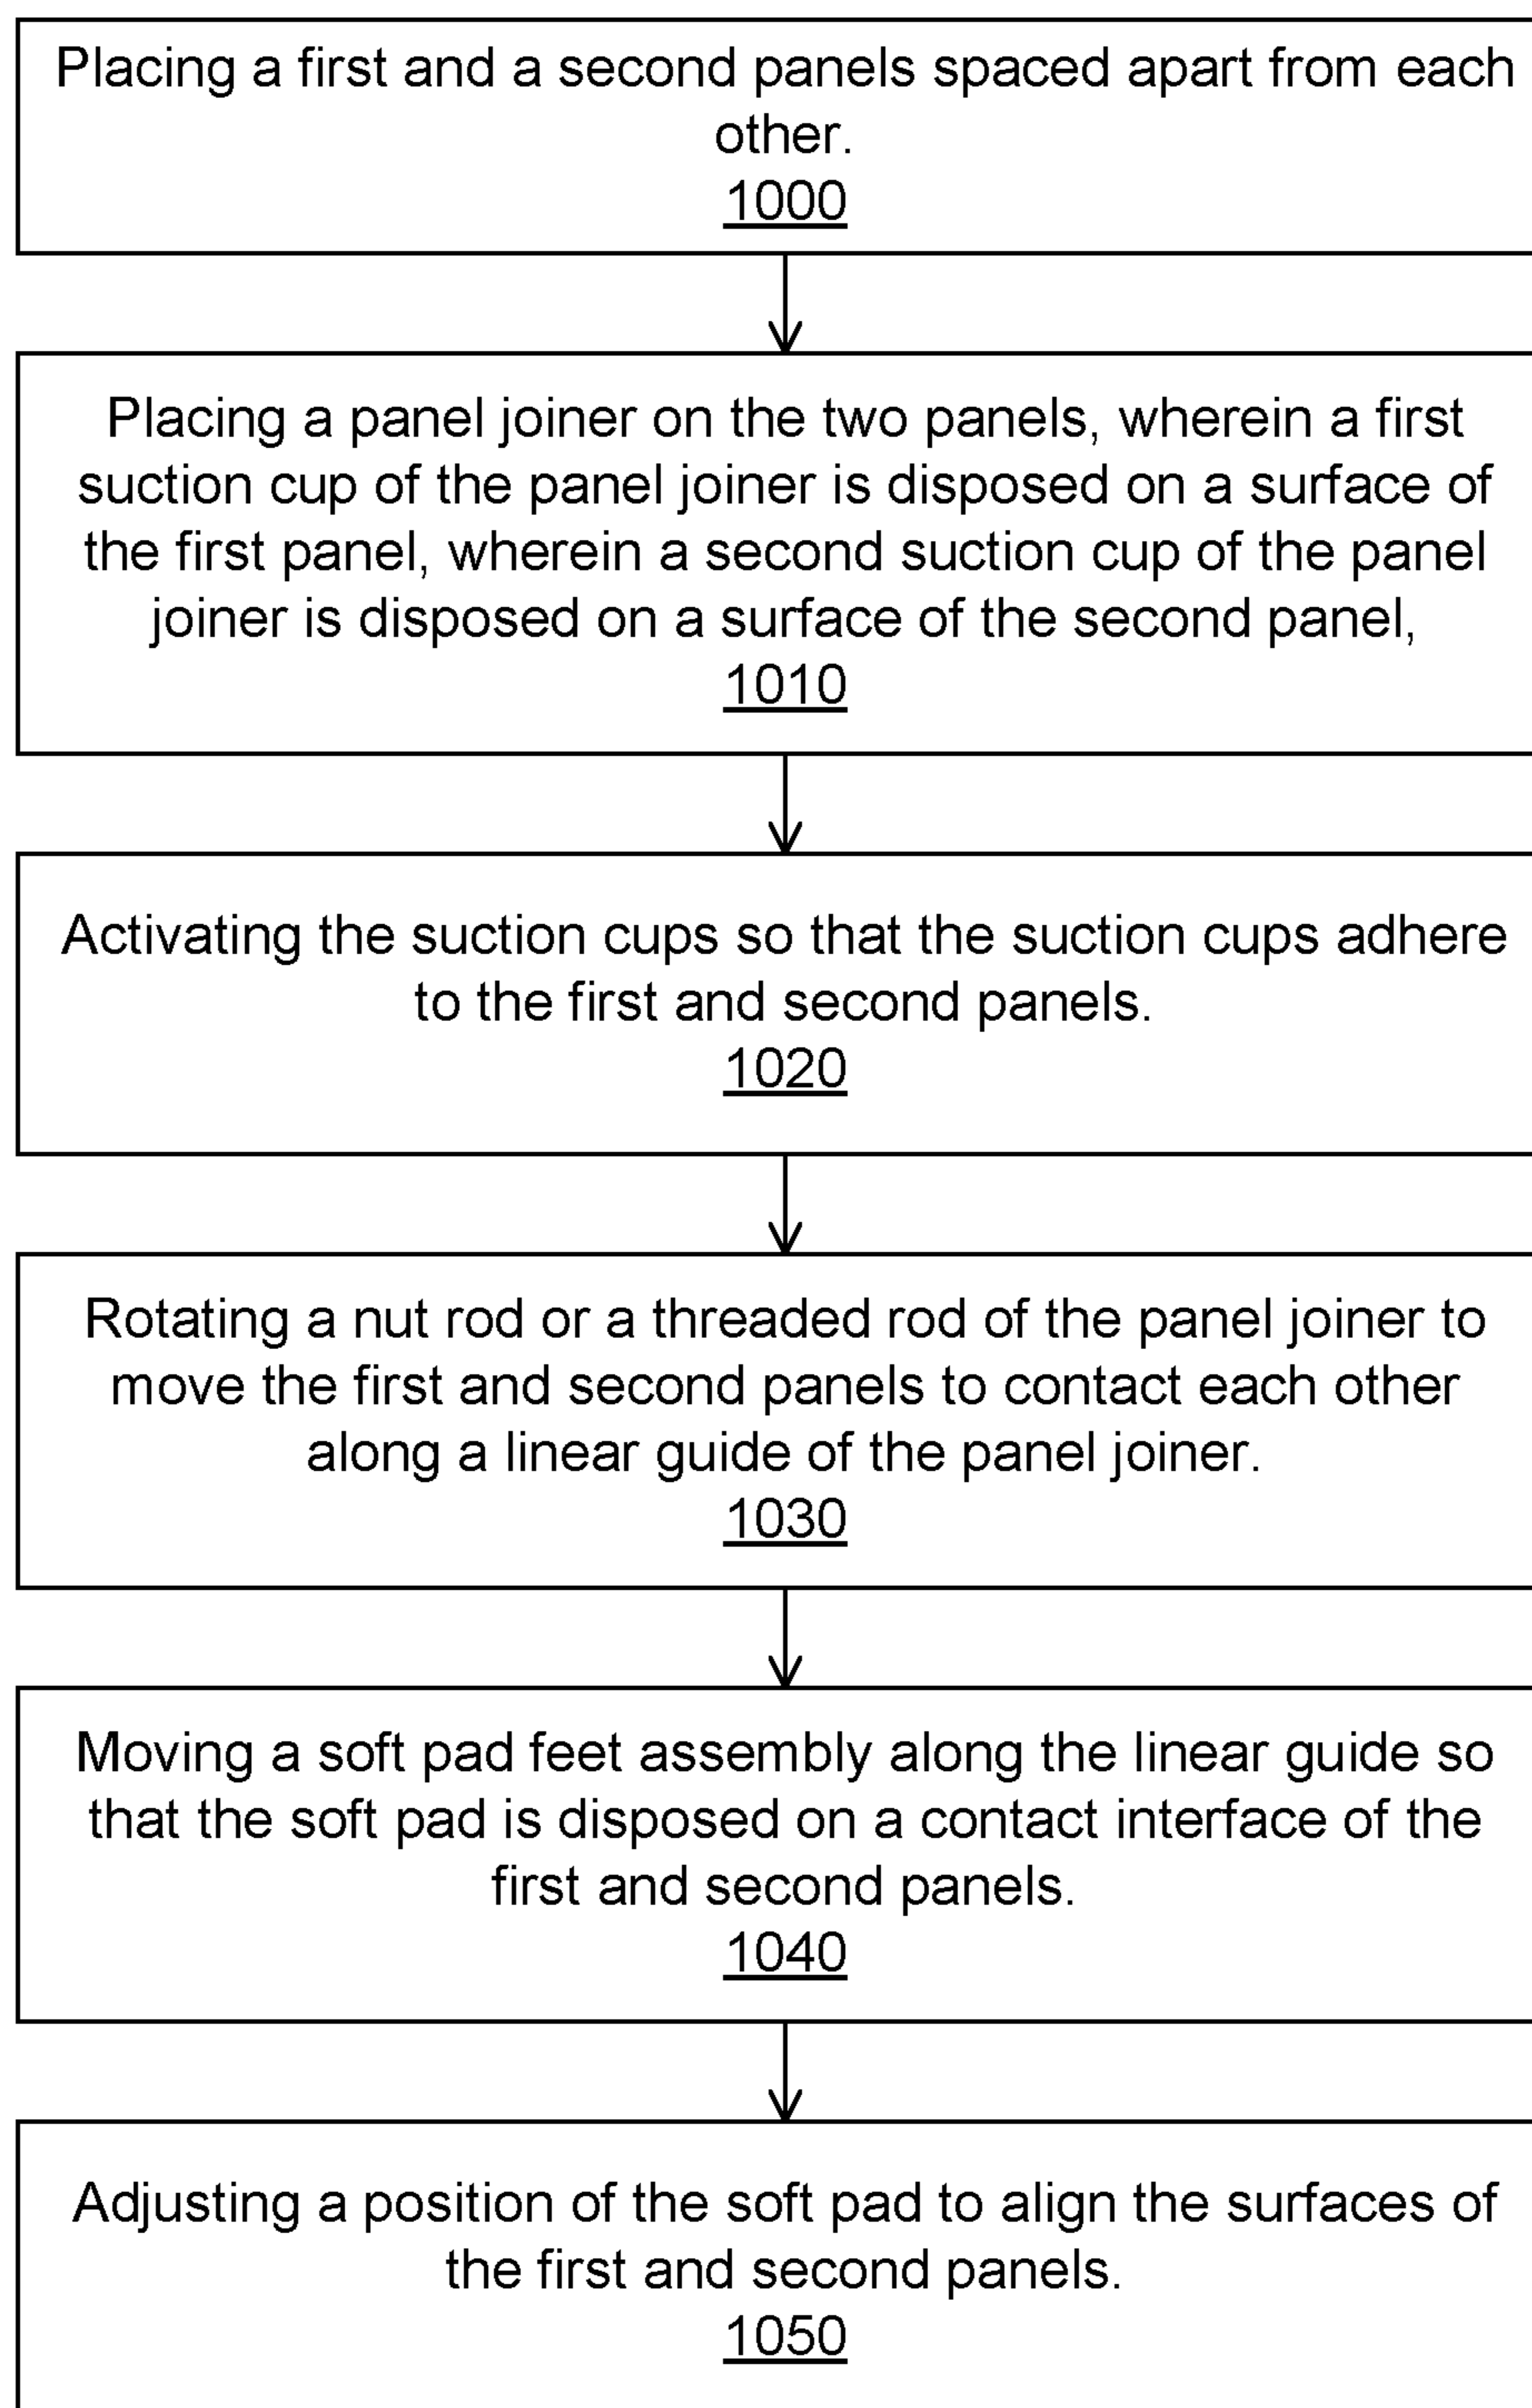 Placing a first and a second panels spaced apart from each
other.
1000
Placing a panel joiner on the two panels, wherein a first
suction cup of the panel joiner is disposed on a surface of
the first panel, wherein a second suction cup of the panel
joiner is disposed on a surface of the second panel,
1010
Activating the suction cups so that the suction cups adhere
to the first and second panels.
1020
Rotating a nut rod or a threaded rod of the panel joiner to
move the first and second panels to contact each other
along a linear guide of the panel joiner.
1030
Moving a soft pad feet assembly along the linear guide so
that the soft pad is disposed on a contact interface of the
first and second panels.
1040
Adjusting a position of the soft pad to align the surfaces of
the first and second panels.
1050